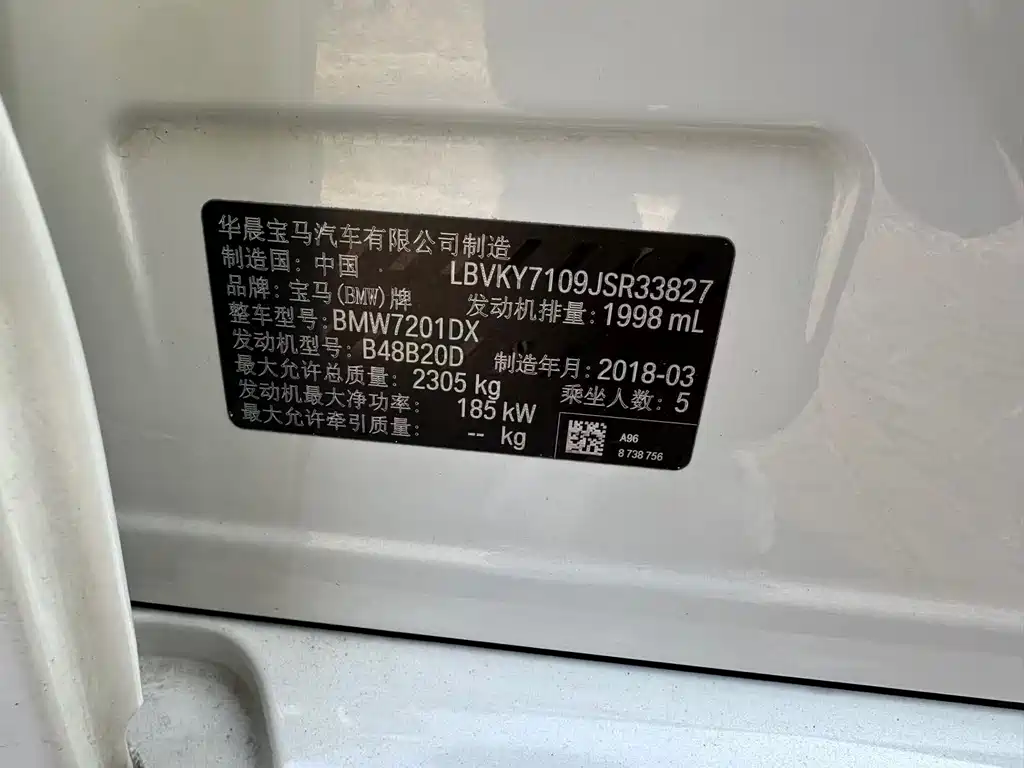 华晨宝马汽车有限公司制造
制造国：中国 LBVKY7109JSR33827
品牌：宝马(BMW)牌 发动机排量：1998 mL
整车型号：BMW7201DX
发动机型号：B48B20D 制造年月：2018-03
最大允许总质量：2305 kg 乘坐人数：5
发动机最大净功率：185 kW
最大允许牵引质量：-- kg
A96
8 738 756